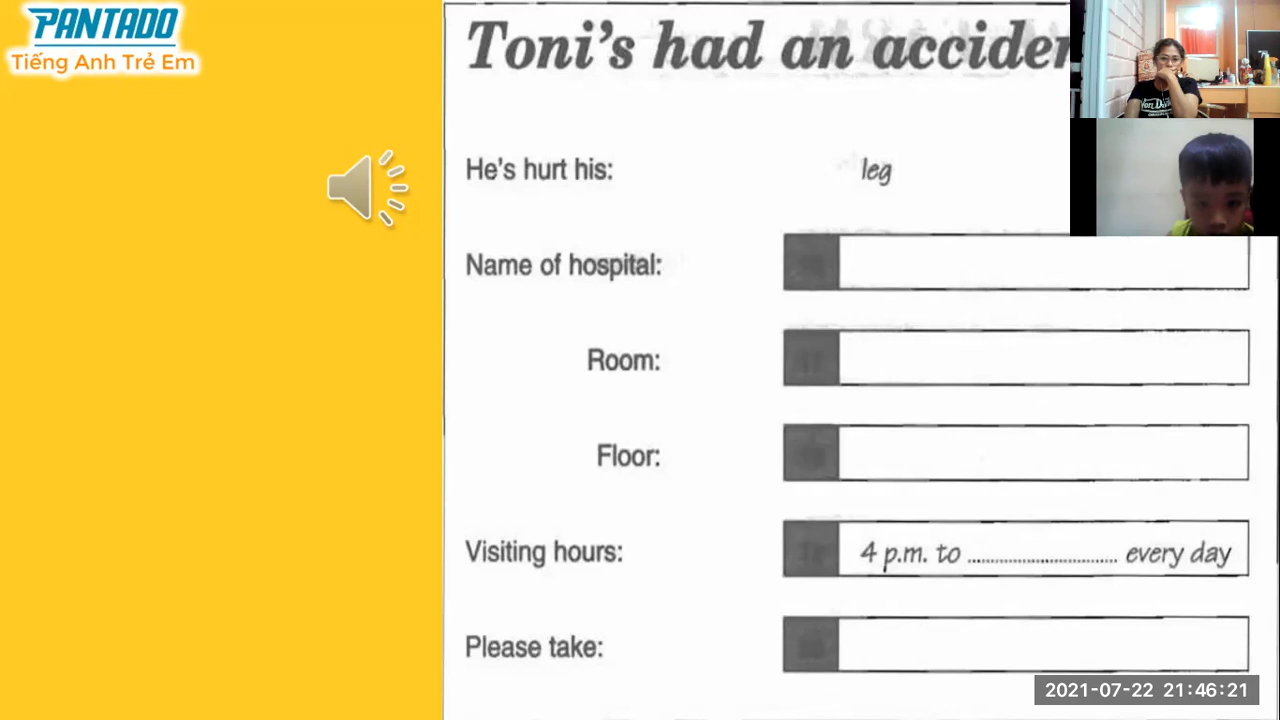 PANTADO
Tiếng Anh Trẻ Em
Toni's had an acciden
He's hurt his: leg
Name of hospital:
Room:
Floor:
Visiting hours: 4 p.m. to ........................ every day
Please take:
2021-07-22 21:46:21